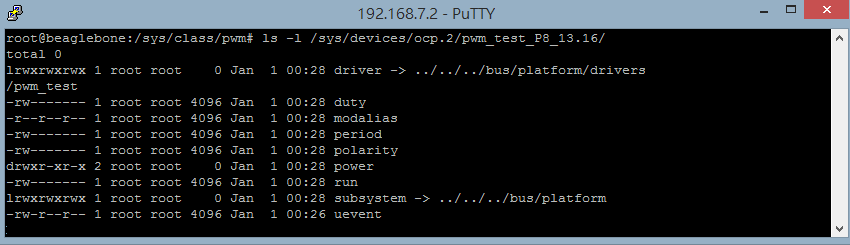 192.168.7.2 - PuTTY
root@beaglebone:/sys/class/pwm# ls -l /sys/devices/ocp.2/pwm_test_P8_13.16/
total 0
lrwxrwxrwx 1 root root    0 Jan  1 00:28 driver -> ../../../bus/platform/drivers
/pwm_test
-rw------- 1 root root 4096 Jan  1 00:28 duty
-r--r--r-- 1 root root 4096 Jan  1 00:28 modalias
-rw------- 1 root root 4096 Jan  1 00:28 period
-rw------- 1 root root 4096 Jan  1 00:28 polarity
drwxr-xr-x 2 root root    0 Jan  1 00:28 power
-rw------- 1 root root 4096 Jan  1 00:28 run
lrwxrwxrwx 1 root root    0 Jan  1 00:28 subsystem -> ../../../bus/platform
-rw-r--r-- 1 root root 4096 Jan  1 00:26 uevent